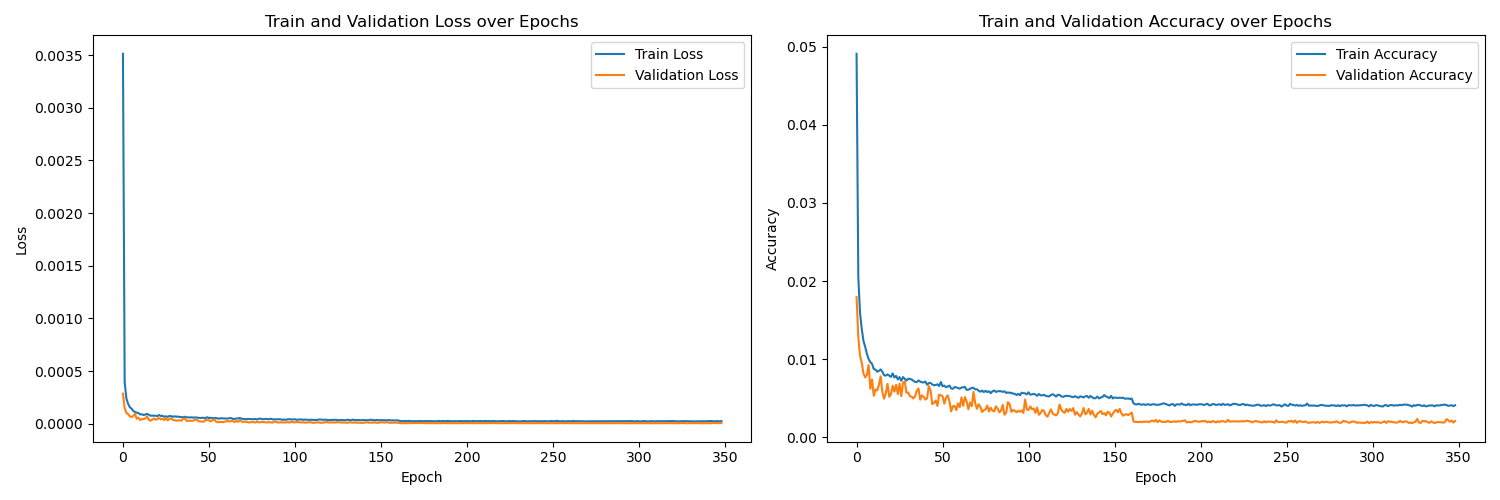 Train and Validation Loss over Epochs
Train Loss
Validation Loss
0.0035
0.0030
0.0025
0.0020
0.0015
0.0010
0.0005
0.0000
Loss
0 50 100 150 200 250 300 350
Epoch
Train and Validation Accuracy over Epochs
Train Accuracy
Validation Accuracy
0.05
0.04
0.03
0.02
0.01
0.00
Accuracy
0 50 100 150 200 250 300 350
Epoch